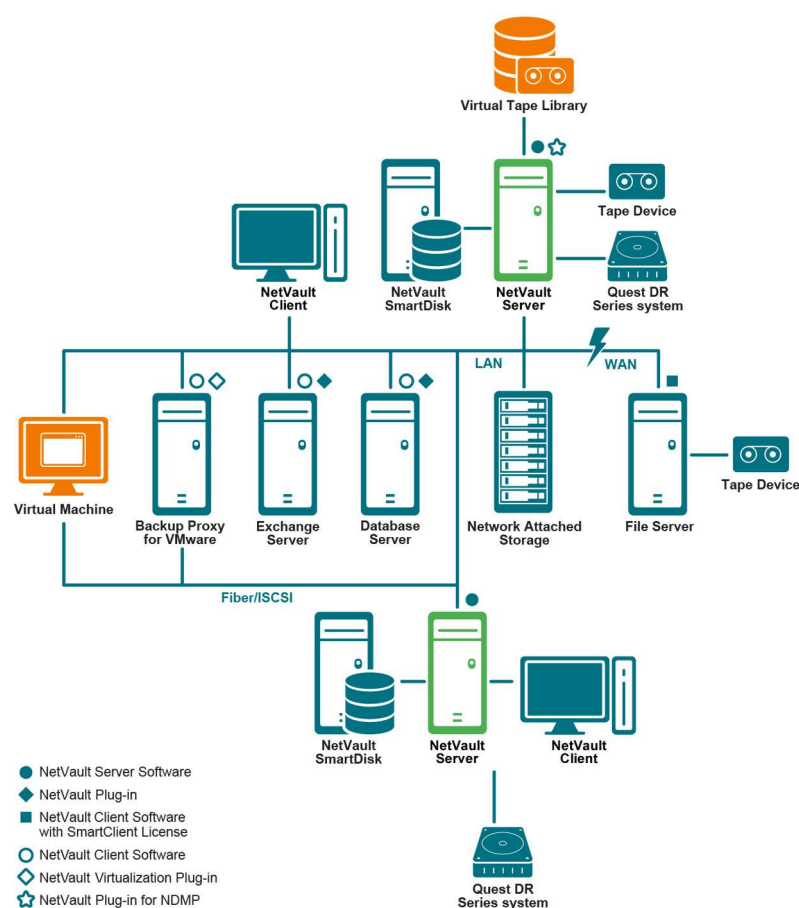 Virtual Tape Library
Tape Device
NetVault
Client
NetVault
SmartDisk
NetVault
Server
Quest DR
Series system
LAN
WAN
Virtual Machine
Backup Proxy
for VMware
Exchange
Server
Database
Server
Network Attached
Storage
File Server
Tape Device
Fiber/ISCSI
NetVault
SmartDisk
NetVault
Server
NetVault
Client
NetVault Server Software
NetVault Plug-in
NetVault Client Software
with SmartClient License
NetVault Client Software
NetVault Virtualization Plug-in
NetVault Plug-in for NDMP
Quest DR
Series system